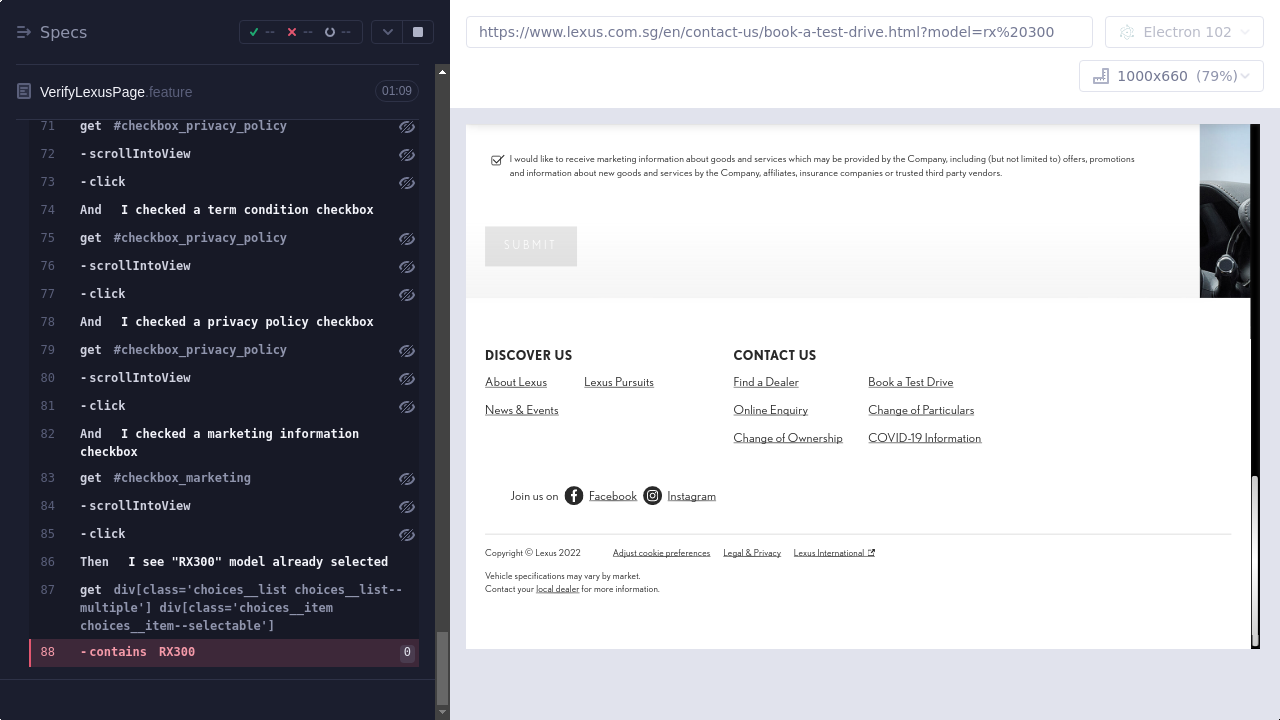 Specs
--
--
--
https://www.lexus.com.sg/en/contact-us/book-a-test-drive.html?model=rx%20300
Electron 102
1000x660 (79%)
VerifyLexusPage.feature
01:09
71 get #checkbox_privacy_policy
72 -scrollIntoView
73 -click
74 And I checked a term condition checkbox
75 get #checkbox_privacy_policy
76 -scrollIntoView
77 -click
78 And I checked a privacy policy checkbox
79 get #checkbox_privacy_policy
80 -scrollIntoView
81 -click
82 And I checked a marketing information
checkbox
83 get #checkbox_marketing
84 -scrollIntoView
85 -click
86 Then I see "RX300" model already selected
87 get div[class='choices__list choices__list--
multiple'] div[class='choices__item
choices__item--selectable']
88 -contains RX300 0
I would like to receive marketing information about goods and services which may be provided by the Company, including (but not limited to) offers, promotions
and information about new goods and services by the Company, affiliates, insurance companies or trusted third party vendors.
SUBMIT
DISCOVER US
About Lexus
Lexus Pursuits
News & Events
CONTACT US
Find a Dealer
Book a Test Drive
Online Enquiry
Change of Particulars
Change of Ownership
COVID-19 Information
Join us on Facebook Instagram
Copyright © Lexus 2022
Adjust cookie preferences
Legal & Privacy
Lexus International
Vehicle specifications may vary by market.
Contact your local dealer for more information.